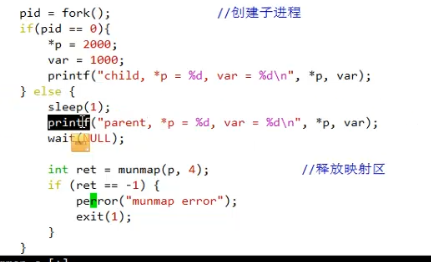 pid = fork();                //创建子进程
if(pid == 0){
    *p = 2000;
    var = 1000;
    printf("child, *p = %d, var = %d\n", *p, var);
} else {
    sleep(1);
    printf("parent, *p = %d, var = %d\n", *p, var);
    wait(NULL);
    int ret = munmap(p, 4);                //释放映射区
    if (ret == -1) {
        perror("munmap error");
        exit(1);
    }
}